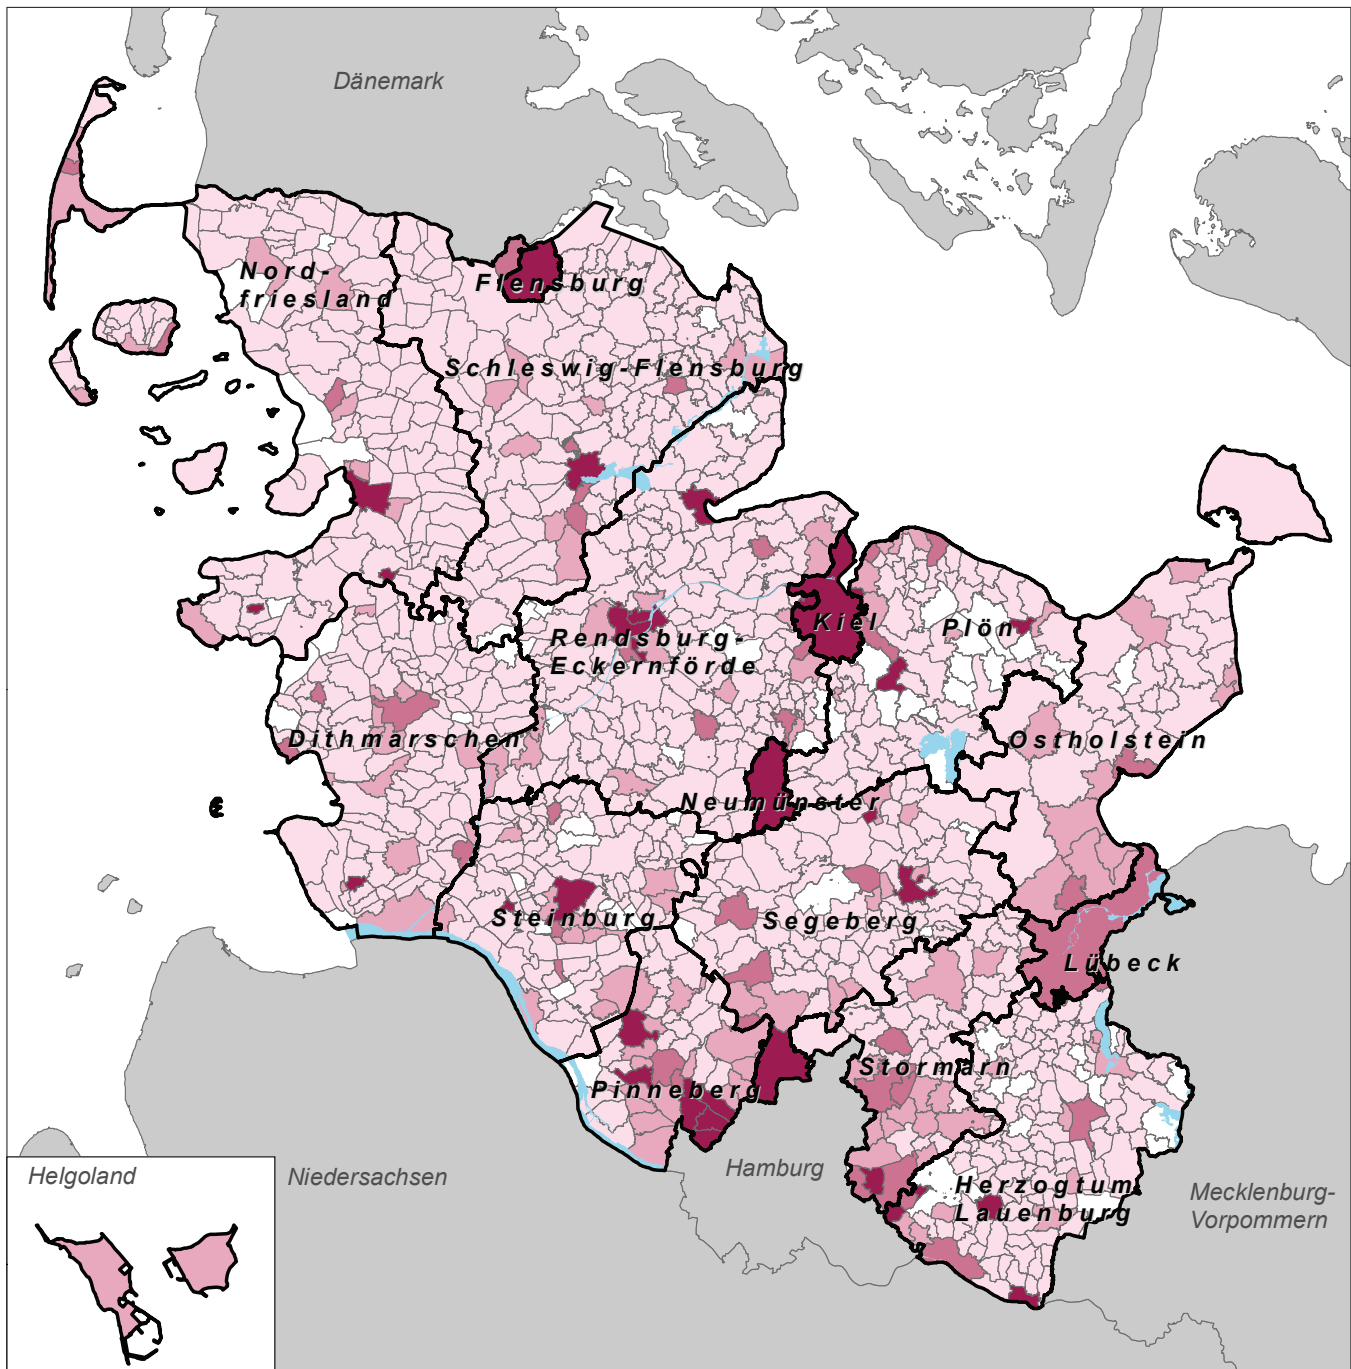 Dänemark
Nord-
friesland
Flensburg
Schleswig-Flensburg
Kiel
Plön
Rendsburg-
Eckernförde
Dithmarschen
Ostholstein
Neumünster
Steinburg
Segeberg
Lübeck
Stormarn
Pinneberg
Helgoland
Niedersachsen
Hamburg
Herzogtum
Lauenburg
Mecklenburg-
Vorpommern